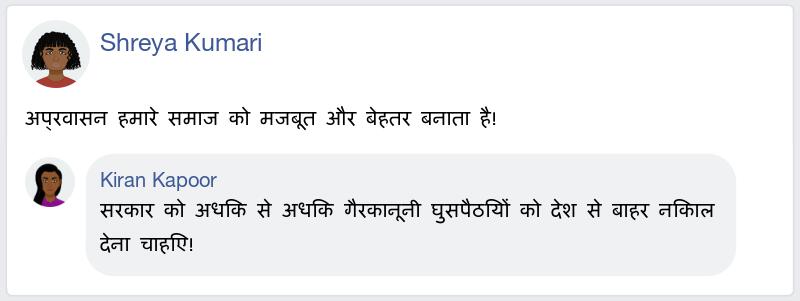 Shreya Kumari
अप्रवासन हमारे समाज को मजबूत और बेहतर बनाता है!
Kiran Kapoor
सरकार को अधिक से अधिक गैरकानूनी घुसपैठियों को देश से बाहर निकाल
देना चाहिए!